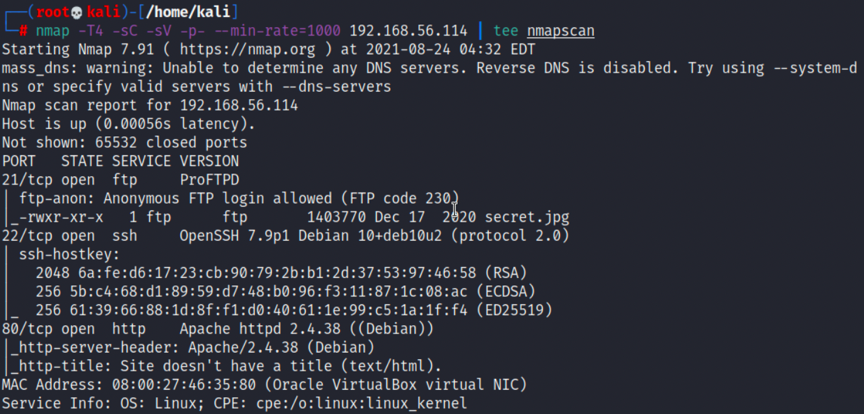 ┌──(root💀kali)-[/home/kali]
└─# nmap -T4 -sC -sV -p- --min-rate=1000 192.168.56.114 | tee nmapscan
Starting Nmap 7.91 ( https://nmap.org ) at 2021-08-24 04:32 EDT
mass_dns: warning: Unable to determine any DNS servers. Reverse DNS is disabled. Try using --system-d
ns or specify valid servers with --dns-servers
Nmap scan report for 192.168.56.114
Host is up (0.00056s latency).
Not shown: 65532 closed ports
PORT   STATE SERVICE VERSION
21/tcp open  ftp     ProFTPD
| ftp-anon: Anonymous FTP login allowed (FTP code 230)
|_-rwxr-xr-x   1 ftp      ftp       1403770 Dec 17  2020 secret.jpg
22/tcp open  ssh     OpenSSH 7.9p1 Debian 10+deb10u2 (protocol 2.0)
| ssh-hostkey:
|   2048 6a:fe:d6:17:23:cb:90:79:2b:b1:2d:37:53:97:46:58 (RSA)
|   256 5b:c4:68:d1:89:59:d7:48:b0:96:f3:11:87:1c:08:ac (ECDSA)
|_  256 61:39:66:88:1d:8f:f1:d0:40:61:1e:99:c5:1a:1f:f4 (ED25519)
80/tcp open  http    Apache httpd 2.4.38 ((Debian))
|_http-server-header: Apache/2.4.38 (Debian)
|_http-title: Site doesn't have a title (text/html).
MAC Address: 08:00:27:46:35:80 (Oracle VirtualBox virtual NIC)
Service Info: OS: Linux; CPE: cpe:/o:linux:linux_kernel